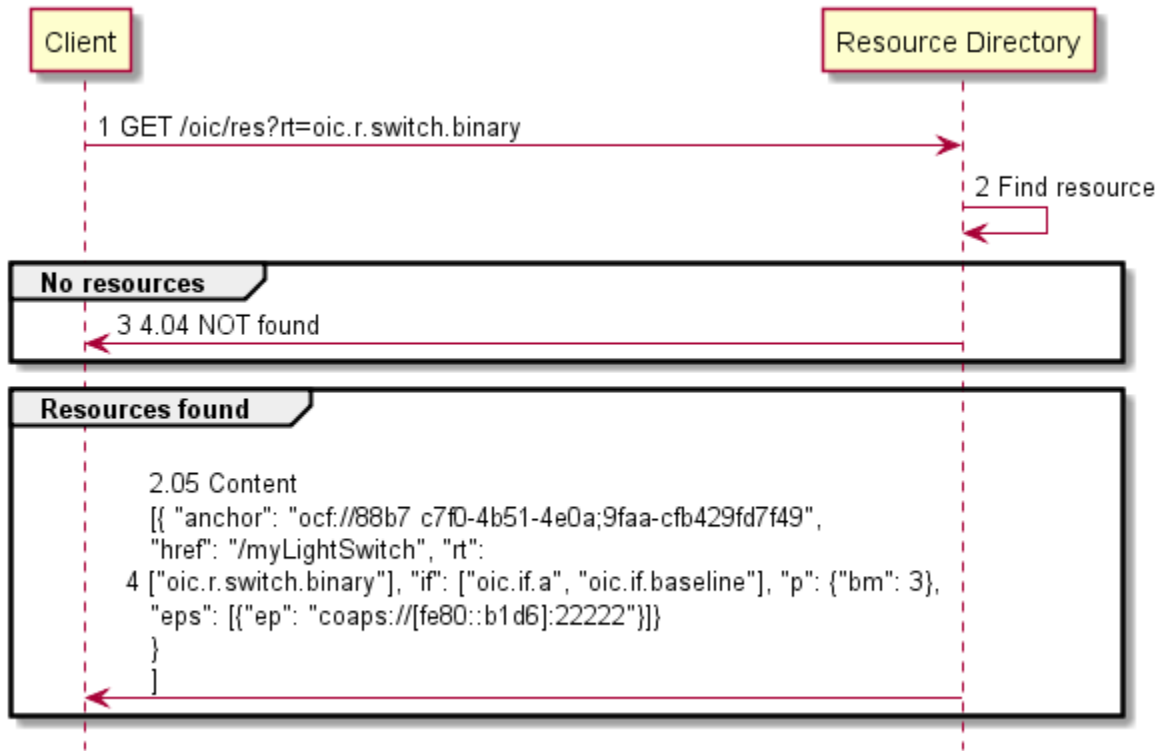 Client
Resource Directory
1 GET /oic/res?rt=oic.r.switch.binary
2 Find resource
No resources
3 4.04 NOT found
Resources found
2.05 Content
[{ "anchor": "ocf://88b7 c7f0-4b51-4e0a;9faa-cfb429fd7f49",
"href": "/myLightSwitch", "rt":
4 ["oic.r.switch.binary"], "if": ["oic.if.a", "oic.if.baseline"], "p": {"bm": 3},
"eps": [{"ep": "coaps://[fe80::b1d6]:22222"}]}
}
]